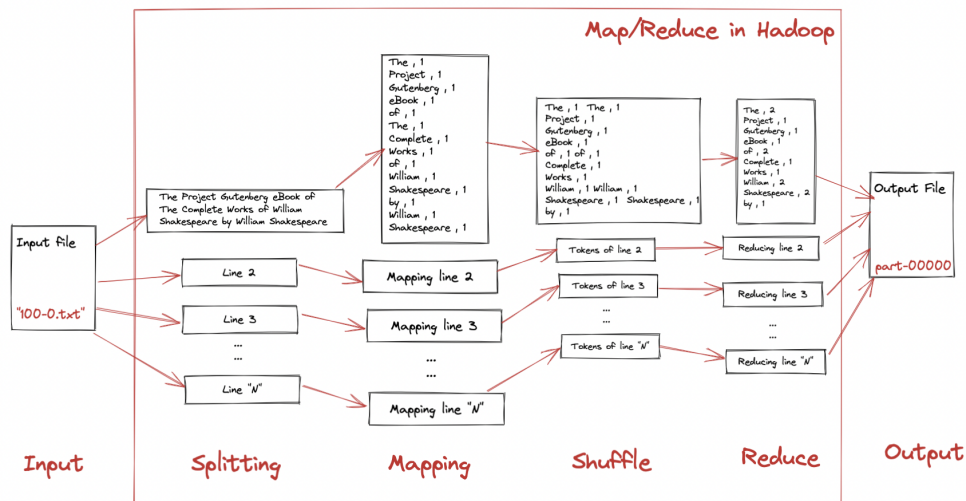 Map/Reduce in Hadoop
Input file
"100-0.txt"
The Project Gutenberg eBook of
The Complete Works of William
Shakespeare by William Shakespeare
Line 2
Line 3
...
...
Line "N"
The , 1
Project , 1
Gutenberg , 1
eBook , 1
of , 1
The , 1
Complete , 1
Works , 1
of , 1
William , 1
Shakespeare , 1
by , 1
William , 1
Shakespeare , 1
Mapping line 2
Mapping line 3
...
...
Mapping line "N"
The , 1 The , 1
Project , 1
Gutenberg , 1
eBook , 1
of , 1 of , 1
Complete , 1
Works , 1
William , 1 William , 1
Shakespeare , 1 Shakespeare , 1
by , 1
Tokens of line 2
Tokens of line 3
...
...
Tokens of line "N"
The , 2
Project , 1
Gutenberg , 1
eBook , 1
of , 2
Complete , 1
Works , 1
William , 2
Shakespeare , 2
by , 1
Reducing line 2
Reducing line 3
...
...
Reducing line "N"
Output File
part-00000
Input
Splitting
Mapping
Shuffle
Reduce
Output